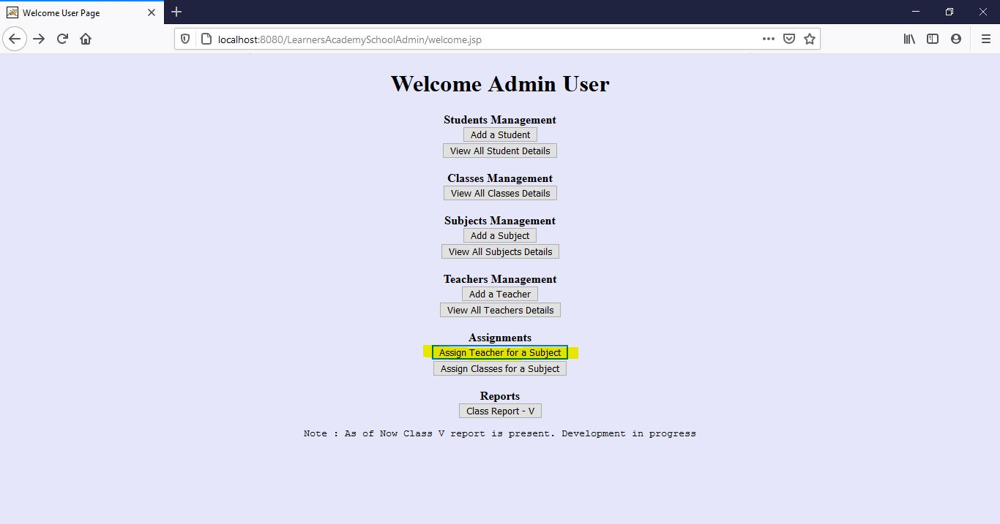 Welcome User Page
localhost:8080/LearnersAcademySchoolAdmin/welcome.jsp
Welcome Admin User
Students Management
Add a Student
View All Student Details
Classes Management
View All Classes Details
Subjects Management
Add a Subject
View All Subjects Details
Teachers Management
Add a Teacher
View All Teachers Details
Assignments
Assign Teacher for a Subject
Assign Classes for a Subject
Reports
Class Report - V
Note : As of Now Class V report is present. Development in progress